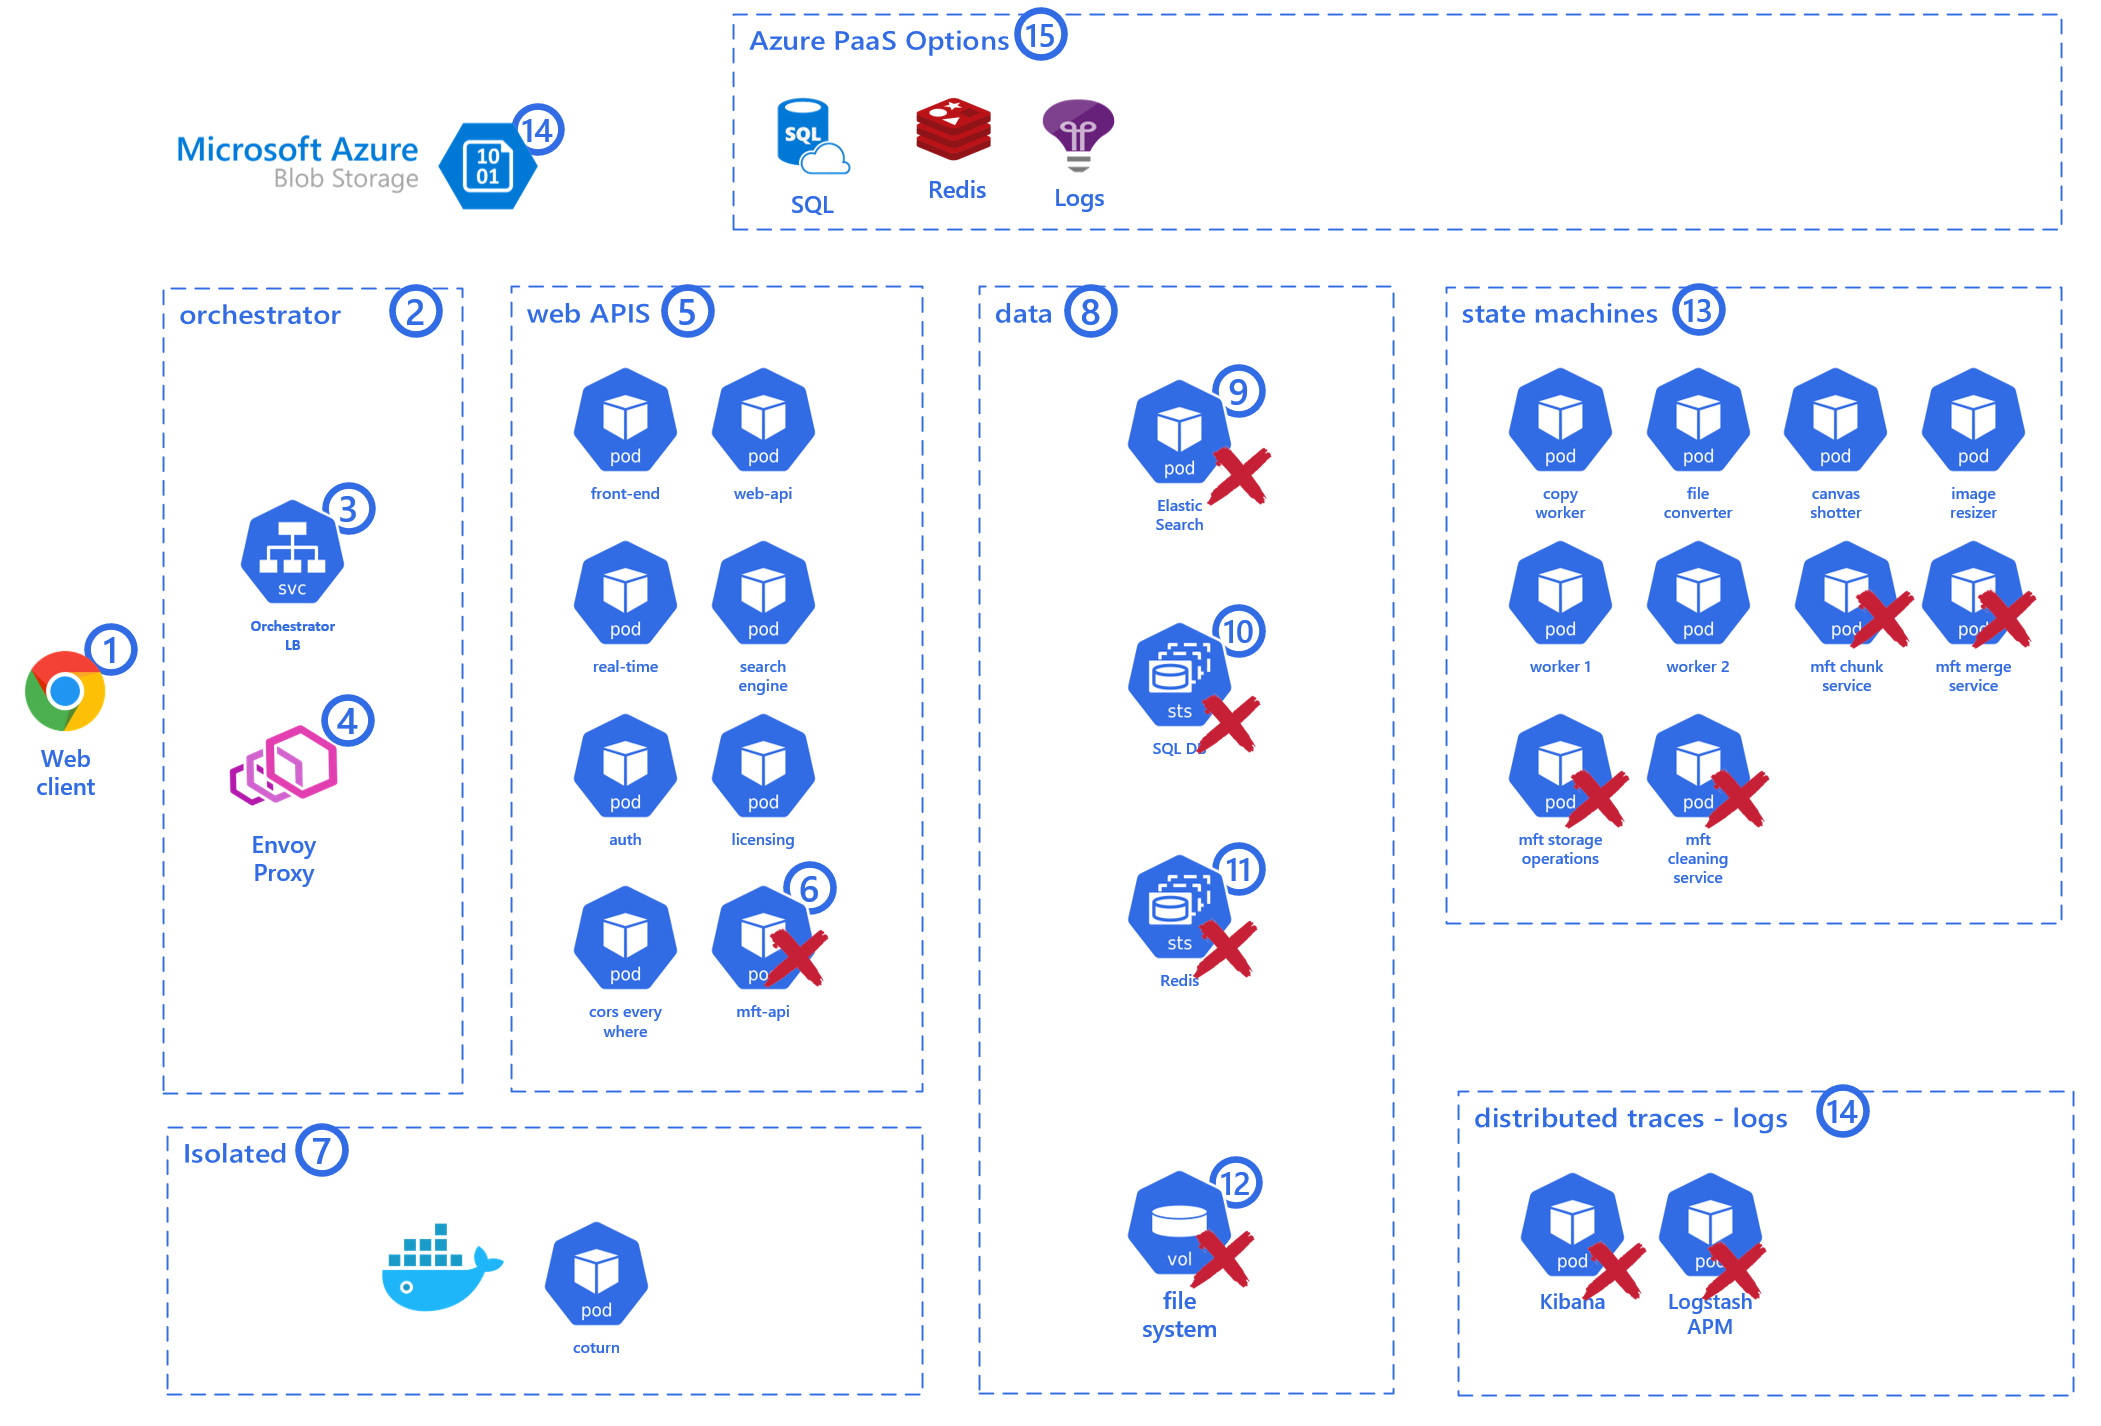 Azure PaaS Options
15
SQL
SQL
Redis
Logs
Microsoft Azure
Blob Storage
10
01
14
orchestrator
2
svc
3
Orchestrator
LB
4
Envoy
Proxy
1
Web
client
web APIS
5
pod
front-end
pod
web-api
pod
real-time
pod
search
engine
pod
auth
pod
licensing
pod
cors every
where
6
mft-api
Isolated
7
pod
coturn
data
8
9
pod
Elastic
Search
10
sts
SQL
11
sts
Redis
12
vol
file
system
state machines
13
pod
copy
worker
pod
file
converter
pod
canvas
shotter
pod
image
resizer
pod
worker 1
pod
worker 2
pod
mft chunk
service
mft merge
service
pod
mft storage
operations
pod
mft
cleaning
service
distributed traces - logs
14
pod
Kibana
Logstash
APM